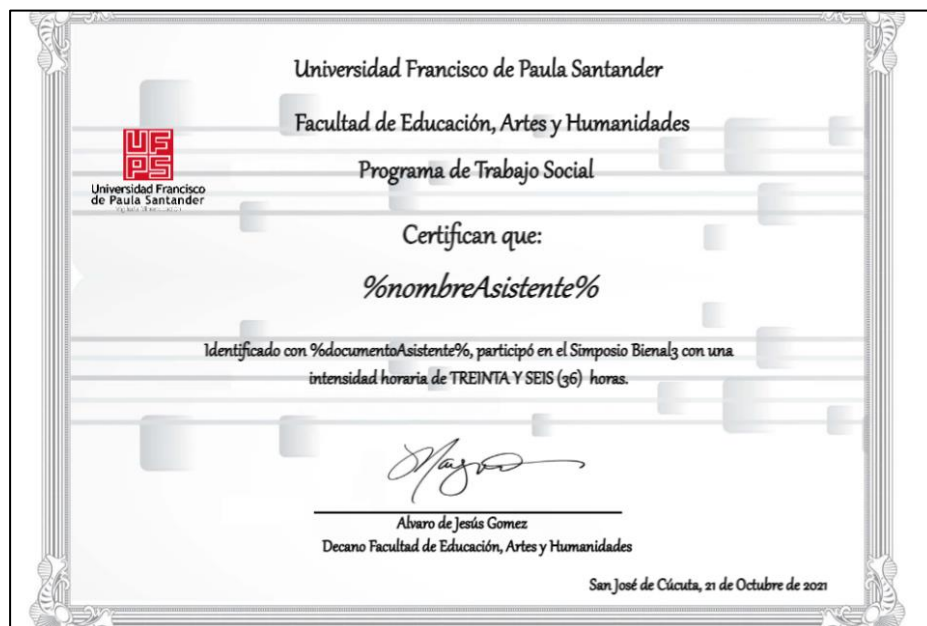 Universidad Francisco de Paula Santander
Facultad de Educación, Artes y Humanidades
UFPS
Universidad Francisco
de Paula Santander
Programa de Trabajo Social
Certifican que:
%nombreAsistente%
Identificado con %documentoAsistente%, participó en el Simposio Bienal3 con una
intensidad horaria de TREINTA Y SEIS (36) horas.
Alvaro de Jesús Gomez
Decano Facultad de Educación, Artes y Humanidades
San José de Cúcuta, 21 de Octubre de 2021